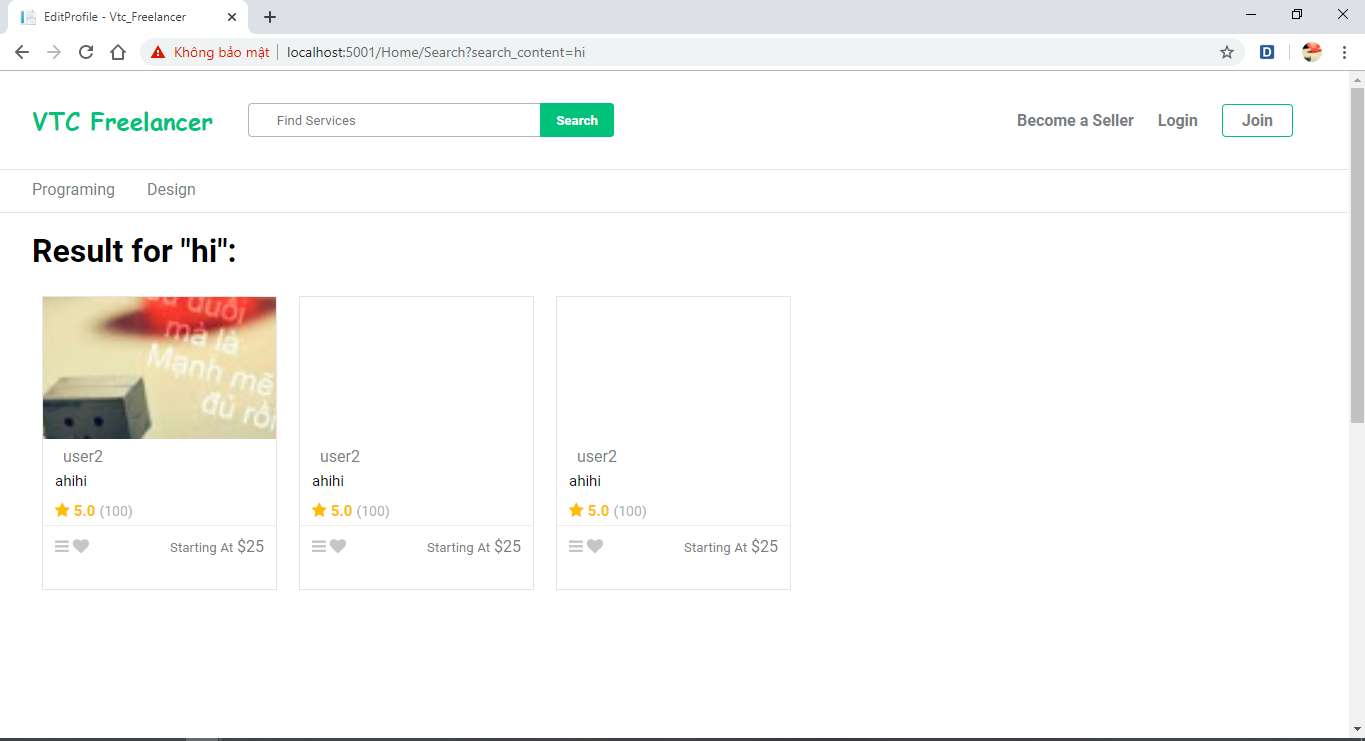 EditProfile - Vtc_Freelancer
Không bảo mật localhost:5001/Home/Search?search_content=hi
VTC Freelancer Find Services Search Become a Seller Login Join
Programing Design
Result for "hi":
đuổi
mà là
Mạnh mẽ
đủ rồi
user2
ahihi
5.0 (100)
Starting At $25
user2
ahihi
5.0 (100)
Starting At $25
user2
ahihi
5.0 (100)
Starting At $25